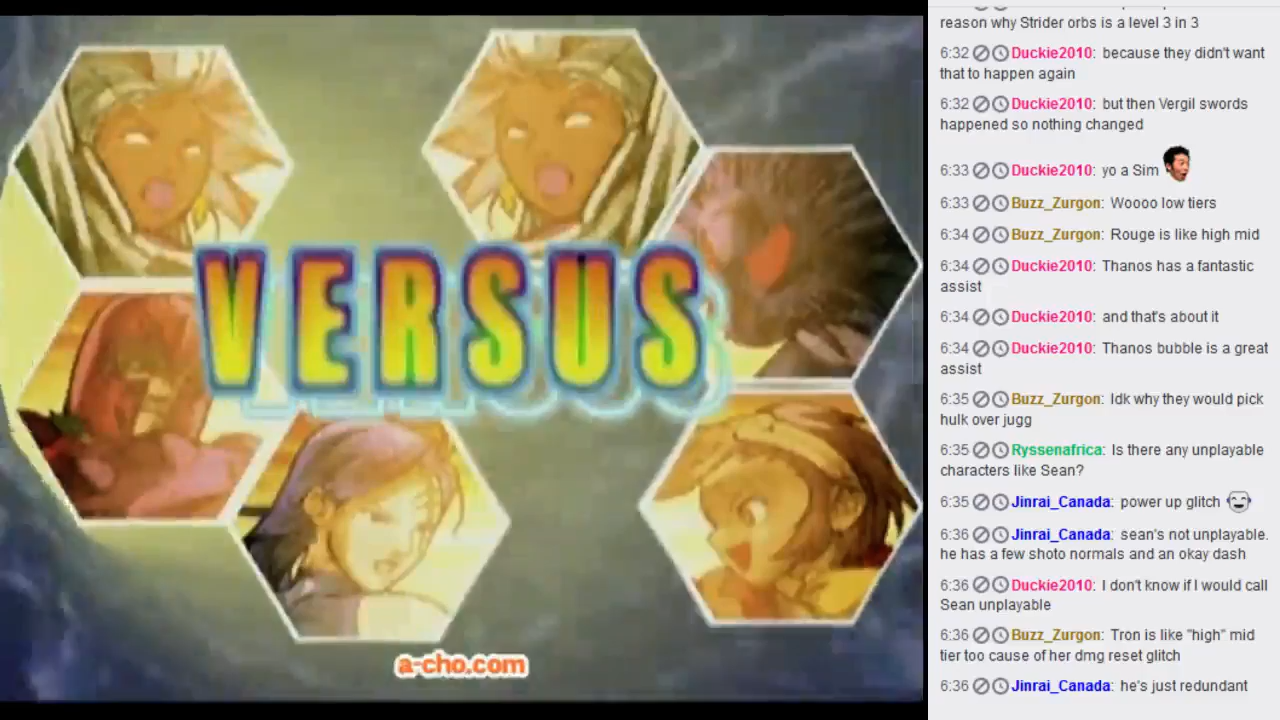 VERSUS
a-cho.com
reason why Strider orbs is a level 3 in 3
6:32 Duckie2010: because they didn't want
that to happen again
6:32 Duckie2010: but then Vergil swords
happened so nothing changed
6:33 Duckie2010: yo a Sim
6:33 Buzz_Zurgon: Woooo low tiers
6:34 Buzz_Zurgon: Rouge is like high mid
6:34 Duckie2010: Thanos has a fantastic
assist
6:34 Duckie2010: and that's about it
6:34 Duckie2010: Thanos bubble is a great
assist
6:35 Buzz_Zurgon: Idk why they would pick
hulk over jugg
6:35 Ryssenafrica: Is there any unplayable
characters like Sean?
6:35 Jinrai_Canada: power up glitch
6:36 Jinrai_Canada: sean's not unplayable.
he has a few shoto normals and an okay dash
6:36 Duckie2010: I don't know if I would call
Sean unplayable
6:36 Buzz_Zurgon: Tron is like "high" mid
tier too cause of her dmg reset glitch
6:36 Jinrai_Canada: he's just redundant